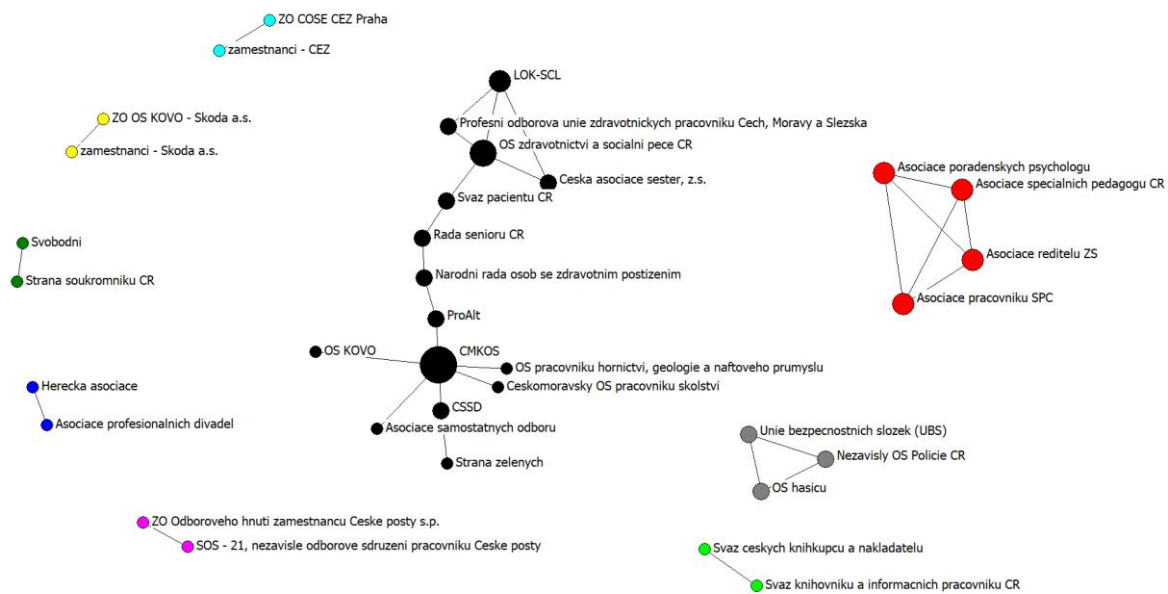 ZO COSE CEZ Praha
zamestnanci - CEZ
LOK-SCL
ZO OS KOVO - Skoda a.s.
Profesni odborova unie zdravotnickych pracovniku Cech, Moravy a Slezska
OS zdravotnictvi a socialni pece CR
zamestnanci - Skoda a.s.
Asociace poradenskych psychologu
Ceska asociace sester, z.s.
Asociace specialnich pedagogu CR
Svaz pacientu CR
Rada senioru CR
Svobodni
Asociace reditelu ZS
Narodni rada osob se zdravotnim postizenim
Strana soukromniku CR
Asociace pracovniku SPC
ProAlt
OS KOVO
CMKOS
OS pracovniku hornictvi, geologie a naftoveho prumyslu
Herecka asociace
Ceskomoravsky OS pracovniku skolstvi
CSSD
Asociace profesionalnich divadel
Asociace samostatnych odboru
Unie bezpecnostnich slozek (UBS)
Nezavisly OS Policie CR
Strana zelenych
OS hasicu
ZO Odboroveho hnuti zamestnancu Ceske posty s.p.
SOS - 21, nezavisle odborove sdruzeni pracovniku Ceske posty
Svaz ceskych knihkupcu a nakladatelu
Svaz knihovniku a informacnich pracovniku CR